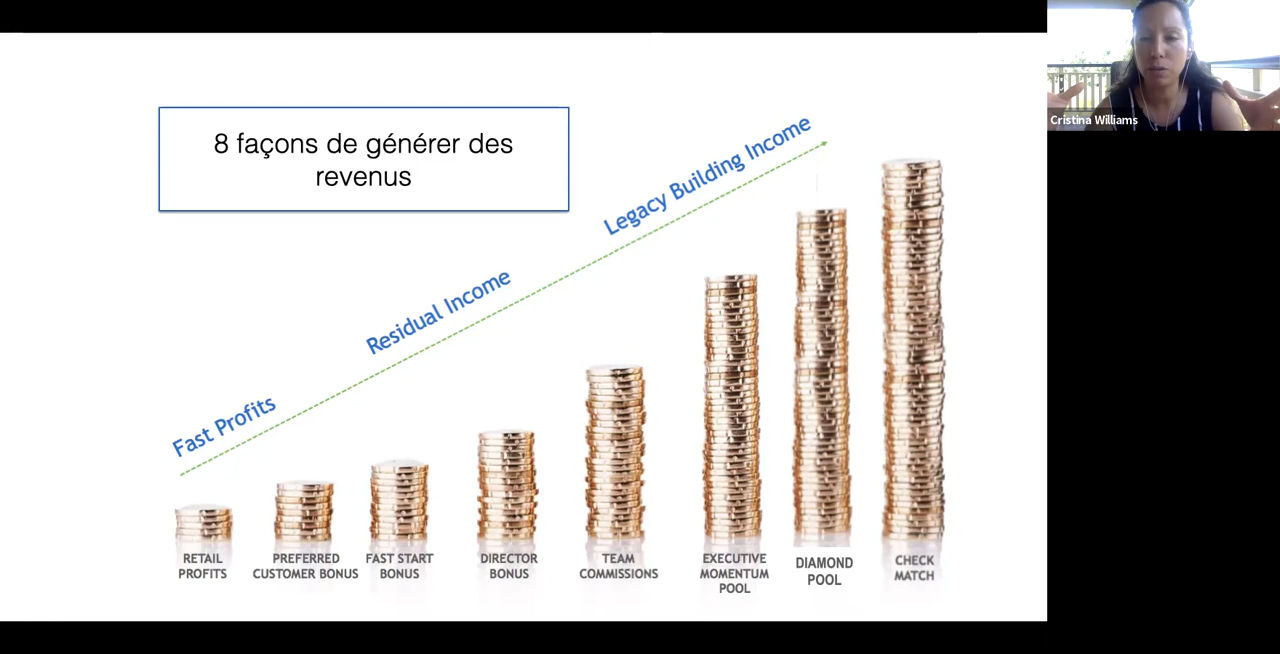 8 façons de générer des
revenus
Fast Profits
Residual Income
Legacy Building Income
RETAIL
PROFITS
PREFERRED
CUSTOMER BONUS
FAST START
BONUS
DIRECTOR
BONUS
TEAM
COMMISSIONS
EXECUTIVE
MOMENTUM
POOL
DIAMOND
POOL
CHECK
MATCH
Cristina Williams